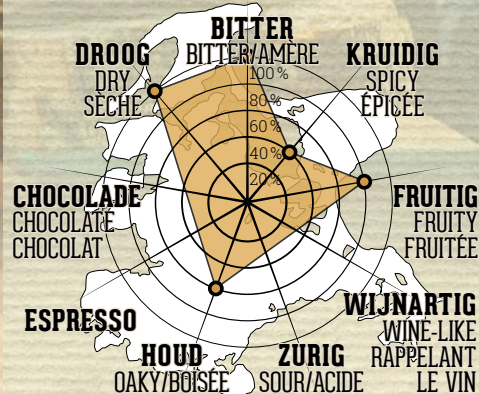 BITTER
BITTER/AMÈRE
DROOG
DRY
SÈCHE
KRUIDIG
SPICY
ÉPICÉE
100%
80%
60%
40%
20%
CHOCOLADE
CHOCOLATE
CHOCOLAT
FRUITIG
FRUITY
FRUITÉE
ESPRESSO
WIJNARTIG
WINE-LIKE
RAPPELANT
LE VIN
HOUD
OAKY/BOISÉE
ZURIG
SOUR/ACIDE